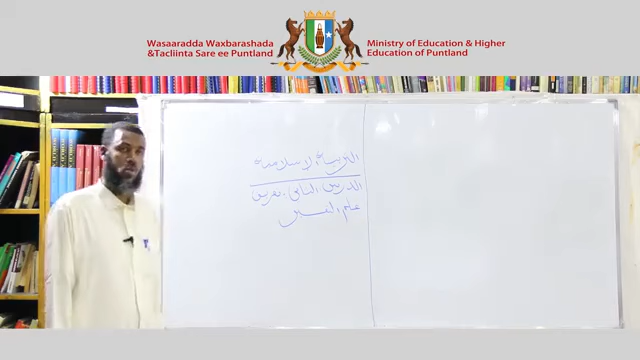 Wasaaradda Waxbarashada
&Tacliinta Sare ee Puntland
Ministry of Education & Higher
Education of Puntland
التربية الإسلامية
الدرس الثاني: تعريف
علم التفسير